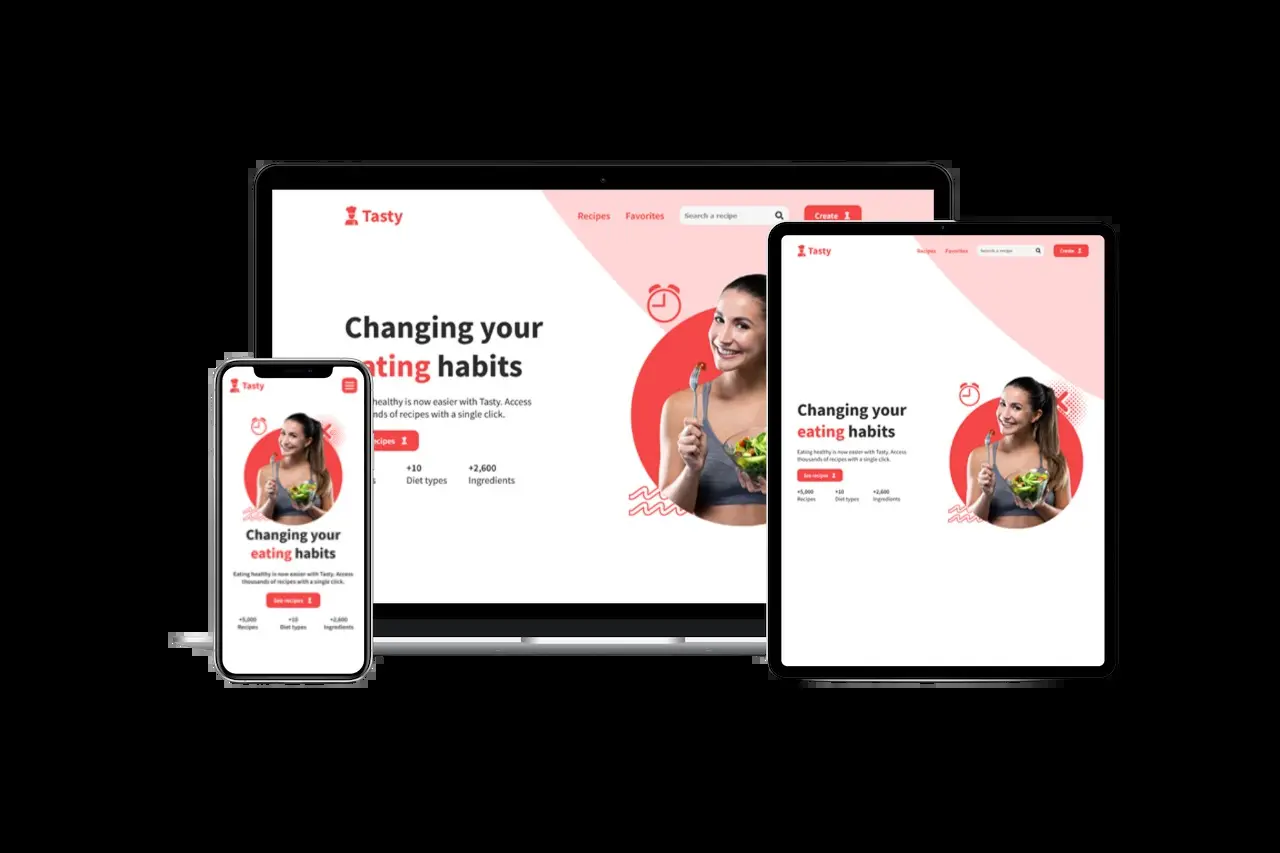 Tasty
Recipes Favorites Search a recipe Create
Changing your
eating habits
healthy is now easier with Tasty. Access
of recipes with a single click.
+10 +2,600
Diet types Ingredients
Tasty
Changing your
eating habits
Eating healthy is now easier with Tasty. Access
thousands of recipes with a single click.
See recipes
+5,000 +10 +2,600
Recipes Diet types Ingredients
Tasty
Recipes Favorites Search a recipe Create
Changing your
eating habits
Eating healthy is now easier with Tasty. Access
thousands of recipes with a single click.
See recipes
+5,000 +10 +2,600
Recipes Diet types Ingredients